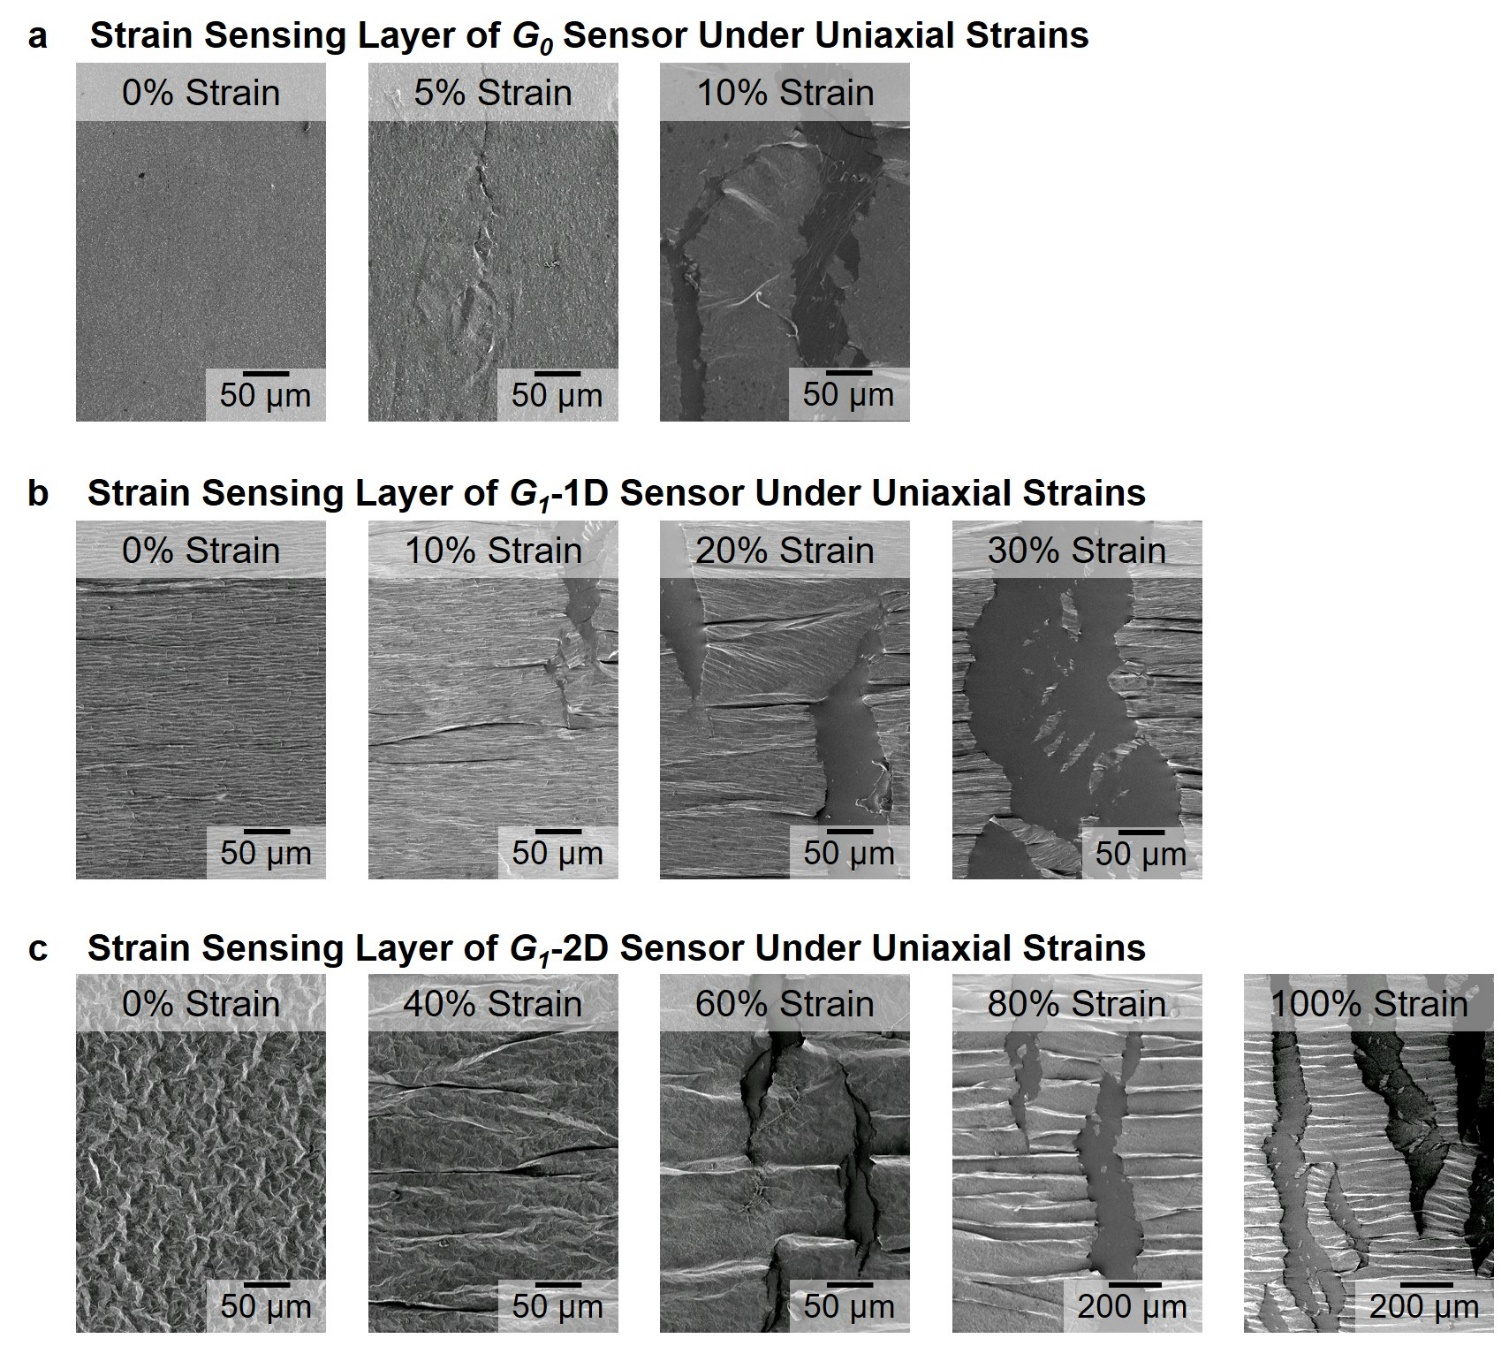 a Strain Sensing Layer of G0 Sensor Under Uniaxial Strains
0% Strain 5% Strain 10% Strain
50 µm 50 µm 50 µm
b Strain Sensing Layer of G1-1D Sensor Under Uniaxial Strains
0% Strain 10% Strain 20% Strain 30% Strain
50 µm 50 µm 50 µm 50 µm
c Strain Sensing Layer of G1-2D Sensor Under Uniaxial Strains
0% Strain 40% Strain 60% Strain 80% Strain 100% Strain
50 µm 50 µm 50 µm 200 µm 200 µm